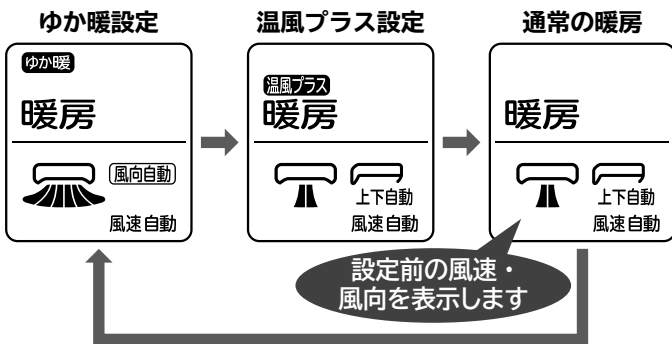 ゆか暖設定
ゆか暖
暖房
風向自動
風速自動
温風プラス設定
温風プラス
暖房
上下自動
風速自動
通常の暖房
暖房
上下自動
風速自動
設定前の風速・
風向を表示します